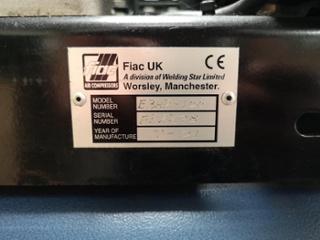 Fiac UK
A division of Welding Star Limited
Worsley, Manchester.
CE
fiac
AIR COMPRESSORS
MODEL
NUMBER
SERIAL
NUMBER
YEAR OF
MANUFACTURE